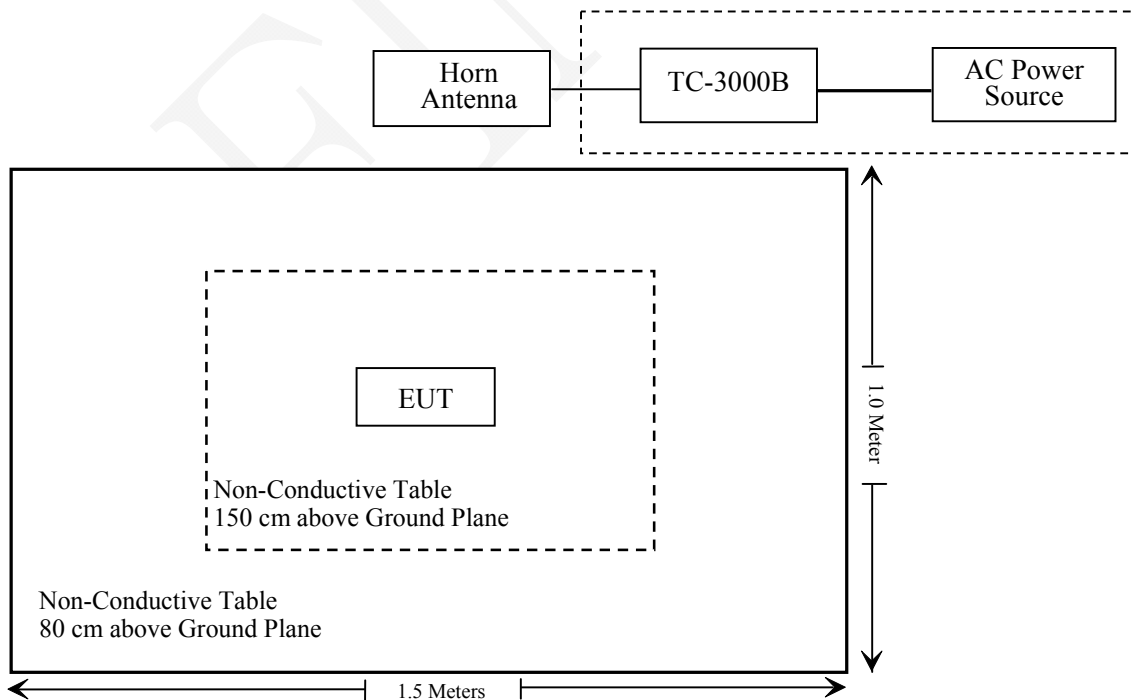 Horn
Antenna
TC-3000B
AC Power
Source
EUT
Non-Conductive Table
150 cm above Ground Plane
Non-Conductive Table
80 cm above Ground Plane
1.0 Meter
1.5 Meters